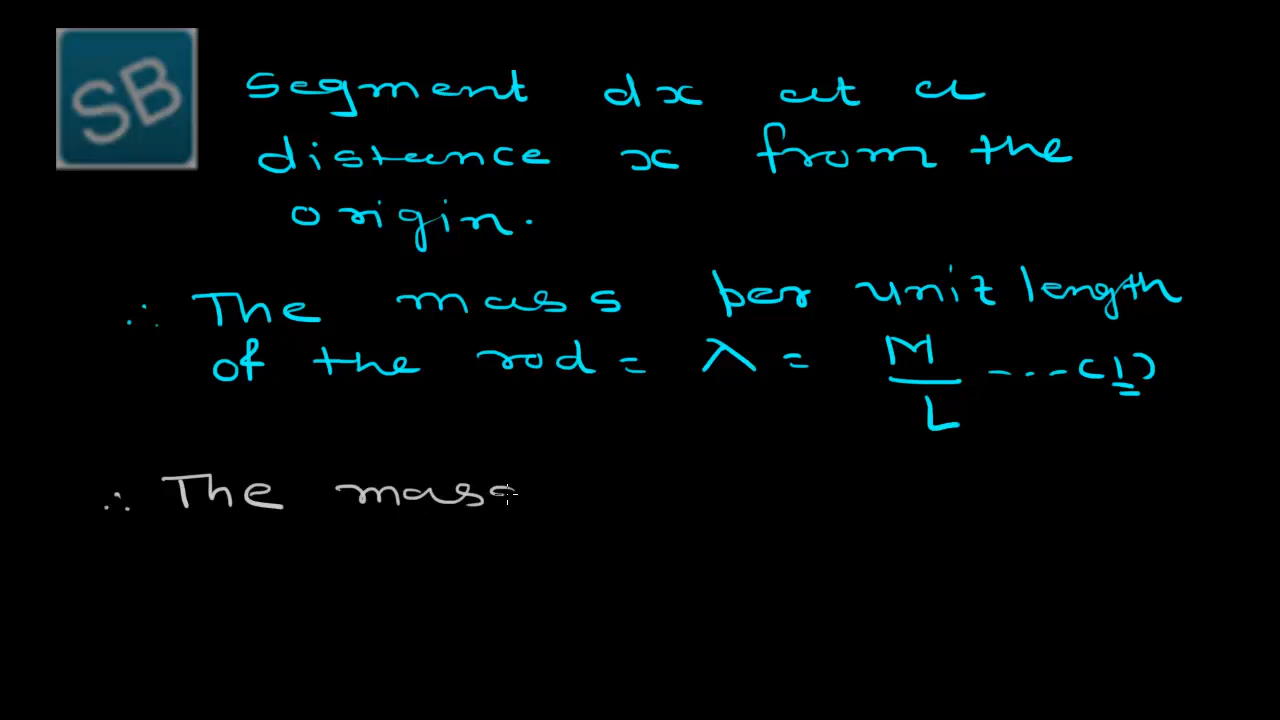 SB
Segment dx at a
distance x from the
origin.
∴ The mass per unit length
of the rod = λ = M/L ---(1)
∴ The mass